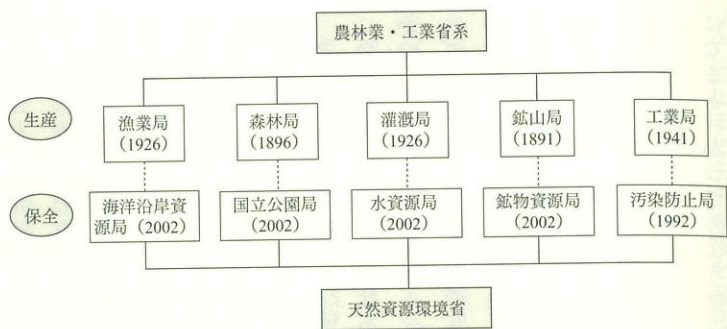 農林業・工業省系
生産
漁業局
(1926)
森林局
(1896)
灌漑局
(1926)
鉱山局
(1891)
工業局
(1941)
保全
海洋沿岸資
源局(2002)
国立公園局
(2002)
水資源局
(2002)
鉱物資源局
(2002)
汚染防止局
(1992)
天然資源環境省